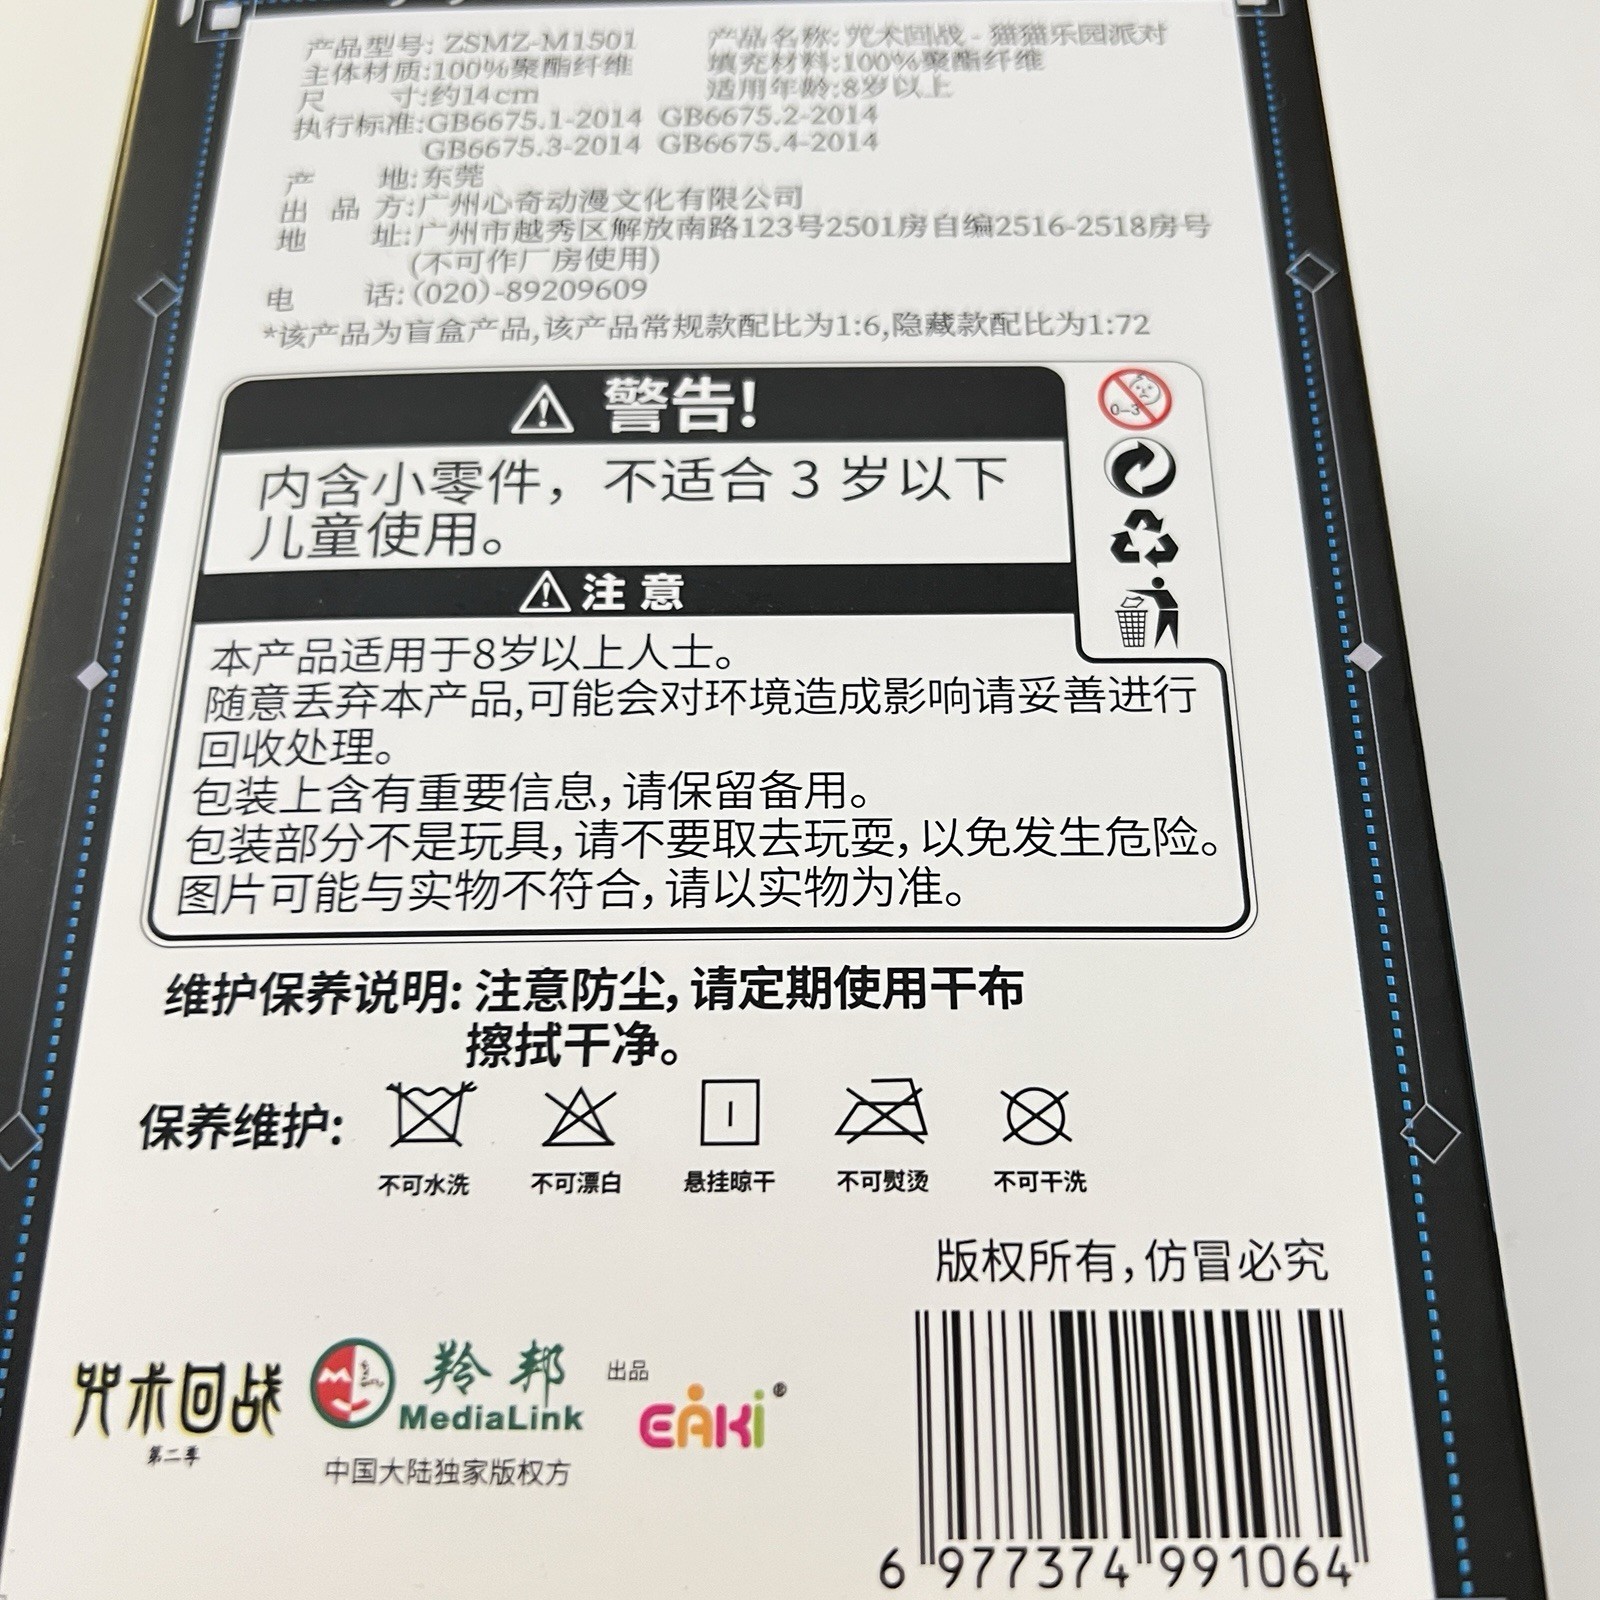 产品型号: ZSMZ-M1501 产品名称: 咒术回战 - 猫猫乐园派对
主体材质:100%聚酯纤维 填充材料:100%聚酯纤维
尺 寸:约14cm 适用年龄:8岁以上
执行标准:GB6675.1-2014 GB6675.2-2014
GB6675.3-2014 GB6675.4-2014
产 地:东莞
出 品 方:广州心奇动漫文化有限公司
地 址:广州市越秀区解放南路123号2501房自编2516-2518房号
(不可作厂房使用)
电 话:(020)-89209609
*该产品为盲盒产品,该产品常规款配比为1:6,隐藏款配比为1:72
警告!
0-3
内含小零件，不适合 3 岁以下
儿童使用。
注 意
本产品适用于8岁以上人士。
随意丢弃本产品,可能会对环境造成影响请妥善进行
回收处理。
包装上含有重要信息,请保留备用。
包装部分不是玩具,请不要取去玩耍,以免发生危险。
图片可能与实物不符合,请以实物为准。
维护保养说明: 注意防尘, 请定期使用干布
擦拭干净。
保养维护:
不可水洗 不可漂白 悬挂晾干 不可熨烫 不可干洗
版权所有,仿冒必究
咒术回战
第二季
羚邦
MediaLink
中国大陆独家版权方
出品
EAKi®
6 977374 991064